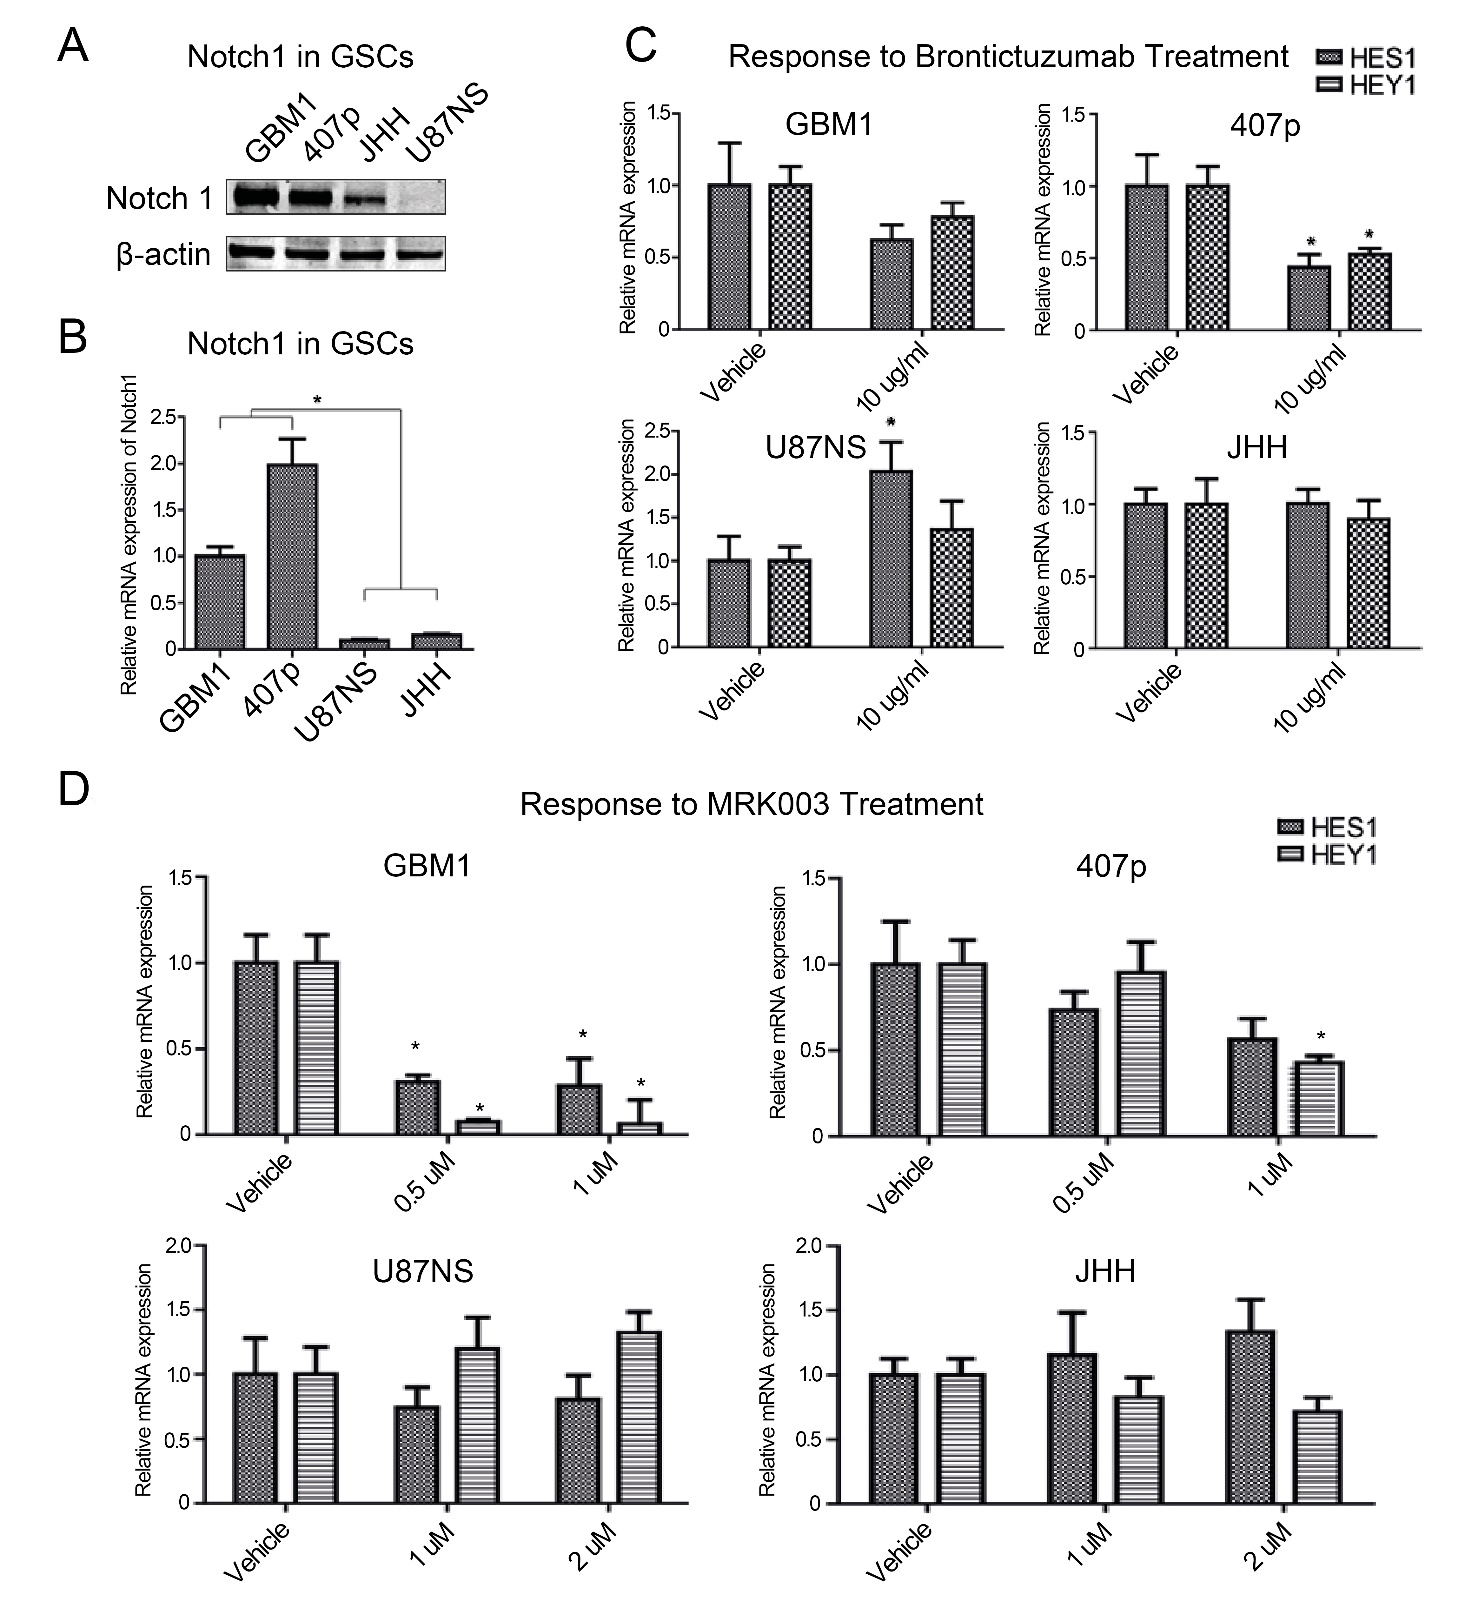 A
Notch1 in GSCs
GBM1
407p
JHH
U87NS
Notch 1
β-actin
B
Notch1 in GSCs
Relative mRNA expression of Notch1
2.5
2.0
1.5
1.0
0.5
0
*
GBM1
407p
U87NS
JHH
C
Response to Brontictuzumab Treatment
HES1
HEY1
GBM1
Relative mRNA expression
1.5
1.0
0.5
0
Vehicle
10 ug/ml
407p
Relative mRNA expression
1.5
1.0
0.5
0
* *
Vehicle
10 ug/ml
U87NS
Relative mRNA expression
2.5
2.0
1.5
1.0
0.5
0
*
Vehicle
10 ug/ml
JHH
Relative mRNA expression
1.5
1.0
0.5
0
Vehicle
10 ug/ml
D
Response to MRK003 Treatment
HES1
HEY1
GBM1
Relative mRNA expression
1.5
1.0
0.5
0
* * * *
Vehicle
0.5 uM
1 uM
407p
Relative mRNA expression
1.5
1.0
0.5
0
*
Vehicle
0.5 uM
1 uM
U87NS
Relative mRNA expression
2.0
1.5
1.0
0.5
0
Vehicle
1 uM
2 uM
JHH
Relative mRNA expression
2.0
1.5
1.0
0.5
0
Vehicle
1 uM
2 uM